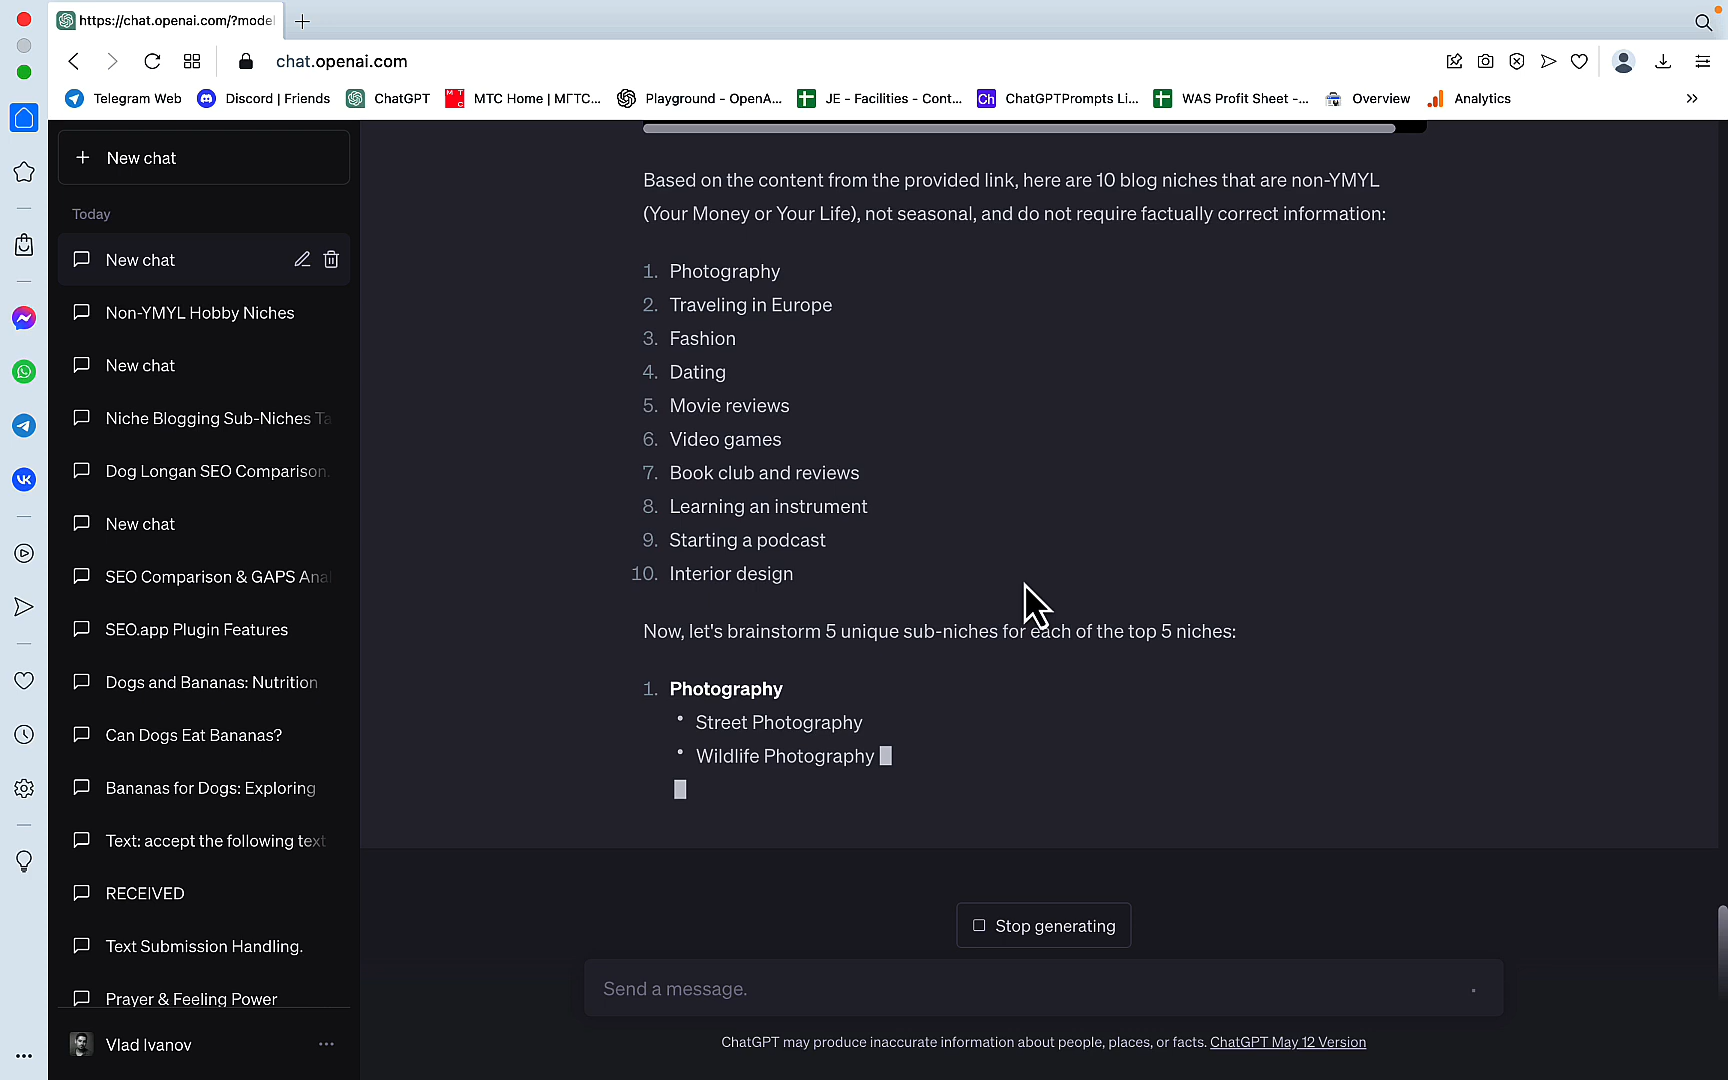 https://chat.openai.com/?model
chat.openai.com
Telegram Web
Discord | Friends
ChatGPT
MTC Home | МГТС...
Playground - OpenA...
JE - Facilities - Cont...
Ch
ChatGPTPrompts Li...
WAS Profit Sheet -...
Overview
Analytics
New chat
Today
New chat
Non-YMYL Hobby Niches
New chat
Niche Blogging Sub-Niches Ta
Dog Longan SEO Comparison.
New chat
SEO Comparison & GAPS Ana
SEO.app Plugin Features
Dogs and Bananas: Nutrition
Can Dogs Eat Bananas?
Bananas for Dogs: Exploring
Text: accept the following text
RECEIVED
Text Submission Handling.
Prayer & Feeling Power
Vlad Ivanov
Based on the content from the provided link, here are 10 blog niches that are non-YMYL
(Your Money or Your Life), not seasonal, and do not require factually correct information:
1. Photography
2. Traveling in Europe
3. Fashion
4. Dating
5. Movie reviews
6. Video games
7. Book club and reviews
8. Learning an instrument
9. Starting a podcast
10. Interior design
Now, let's brainstorm 5 unique sub-niches for each of the top 5 niches:
1. Photography
• Street Photography
• Wildlife Photography
Stop generating
Send a message.
ChatGPT may produce inaccurate information about people, places, or facts. ChatGPT May 12 Version